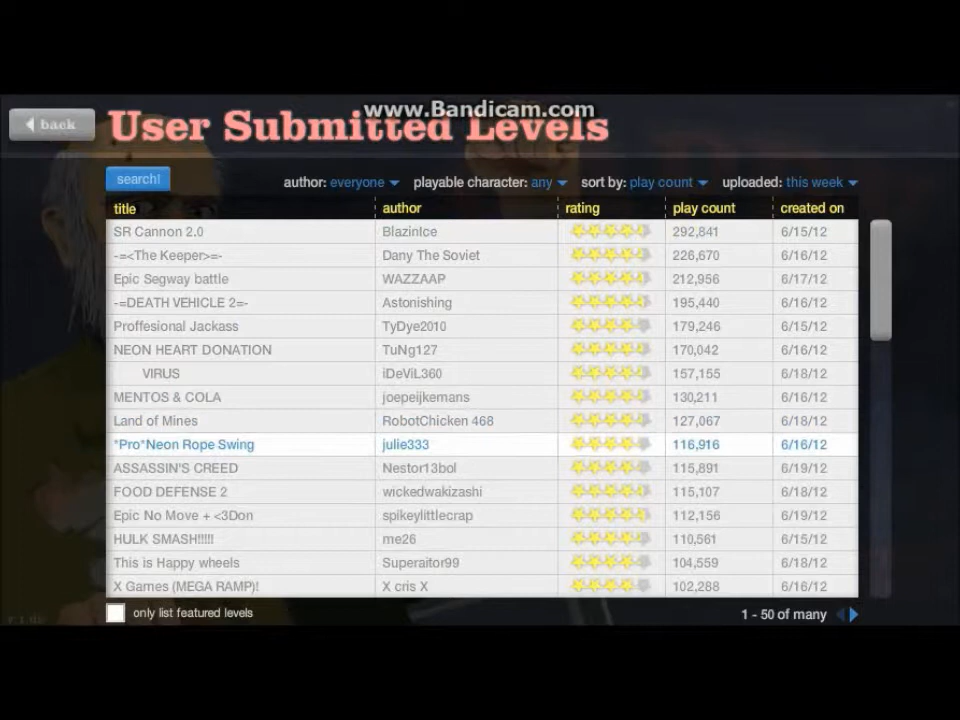 www.Bandicam.com
back
User Submitted Levels
search!
author: everyone playable character: any sort by: play count uploaded: this week
title author rating play count created on
SR Cannon 2.0 BlazinIce 292,841 6/15/12
-=<The Keeper>=- Dany The Soviet 226,670 6/16/12
Epic Segway battle WAZZAAP 212,956 6/17/12
-=DEATH VEHICLE 2=- Astonishing 195,440 6/16/12
Proffesional Jackass TyDye2010 179,246 6/15/12
NEON HEART DONATION TuNg127 170,042 6/16/12
VIRUS iDeViL360 157,155 6/18/12
MENTOS & COLA joepeijkemans 130,211 6/16/12
Land of Mines RobotChicken 468 127,067 6/18/12
*Pro*Neon Rope Swing julie333 116,916 6/16/12
ASSASSIN'S CREED Nestor13bol 115,891 6/19/12
FOOD DEFENSE 2 wickedwakizashi 115,107 6/18/12
Epic No Move + <3Don spikeylittlecrap 112,156 6/19/12
HULK SMASH!!!!! me26 110,561 6/15/12
This is Happy wheels Superaitor99 104,559 6/18/12
X Games (MEGA RAMP)! X cris X 102,288 6/16/12
only list featured levels 1 - 50 of many